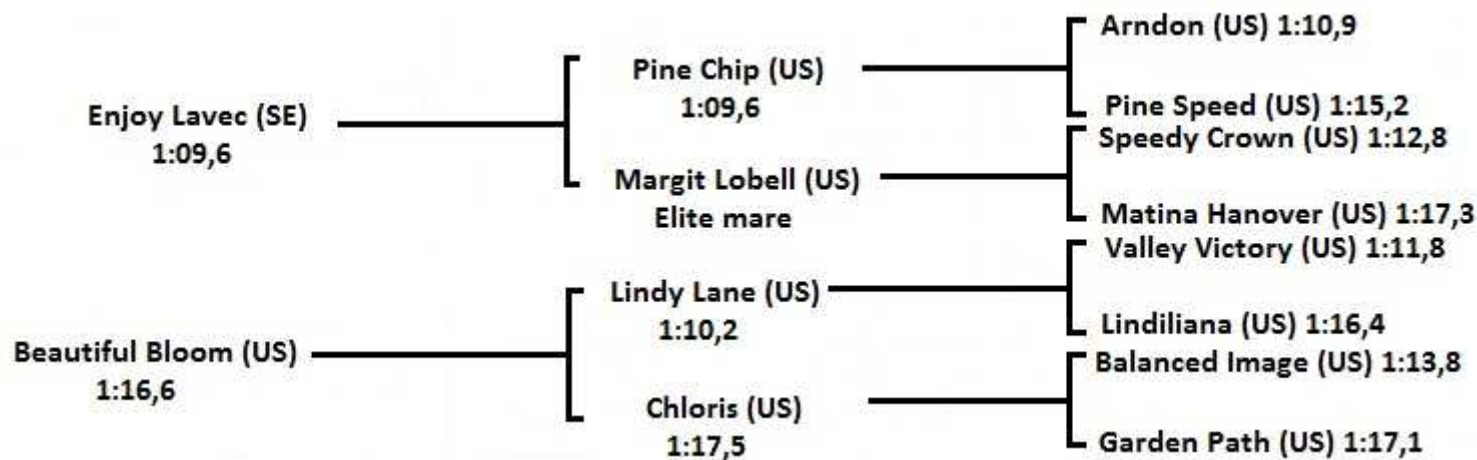 Enjoy Lavec (SE)
1:09,6
Pine Chip (US)
1:09,6
Arndon (US) 1:10,9
Pine Speed (US) 1:15,2
Margit Lobell (US)
Elite mare
Speedy Crown (US) 1:12,8
Matina Hanover (US) 1:17,3
Beautiful Bloom (US)
1:16,6
Lindy Lane (US)
1:10,2
Valley Victory (US) 1:11,8
Lindiliana (US) 1:16,4
Chloris (US)
1:17,5
Balanced Image (US) 1:13,8
Garden Path (US) 1:17,1